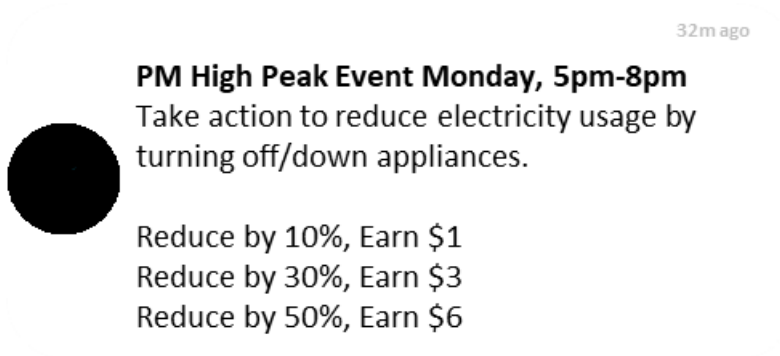 32m ago
PM High Peak Event Monday, 5pm-8pm
Take action to reduce electricity usage by
turning off/down appliances.
Reduce by 10%, Earn $1
Reduce by 30%, Earn $3
Reduce by 50%, Earn $6